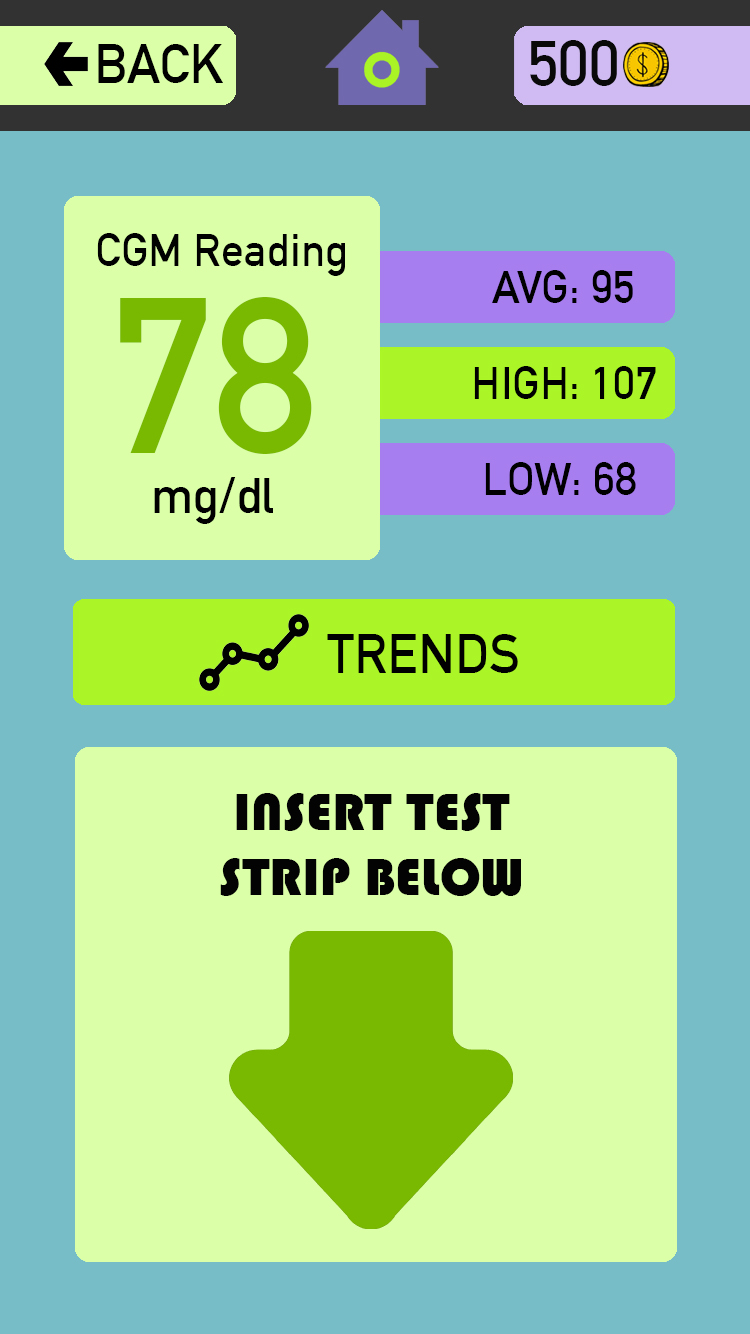 BACK
500
CGM Reading
78
mg/dl
AVG: 95
HIGH: 107
LOW: 68
TRENDS
INSERT TEST
STRIP BELOW